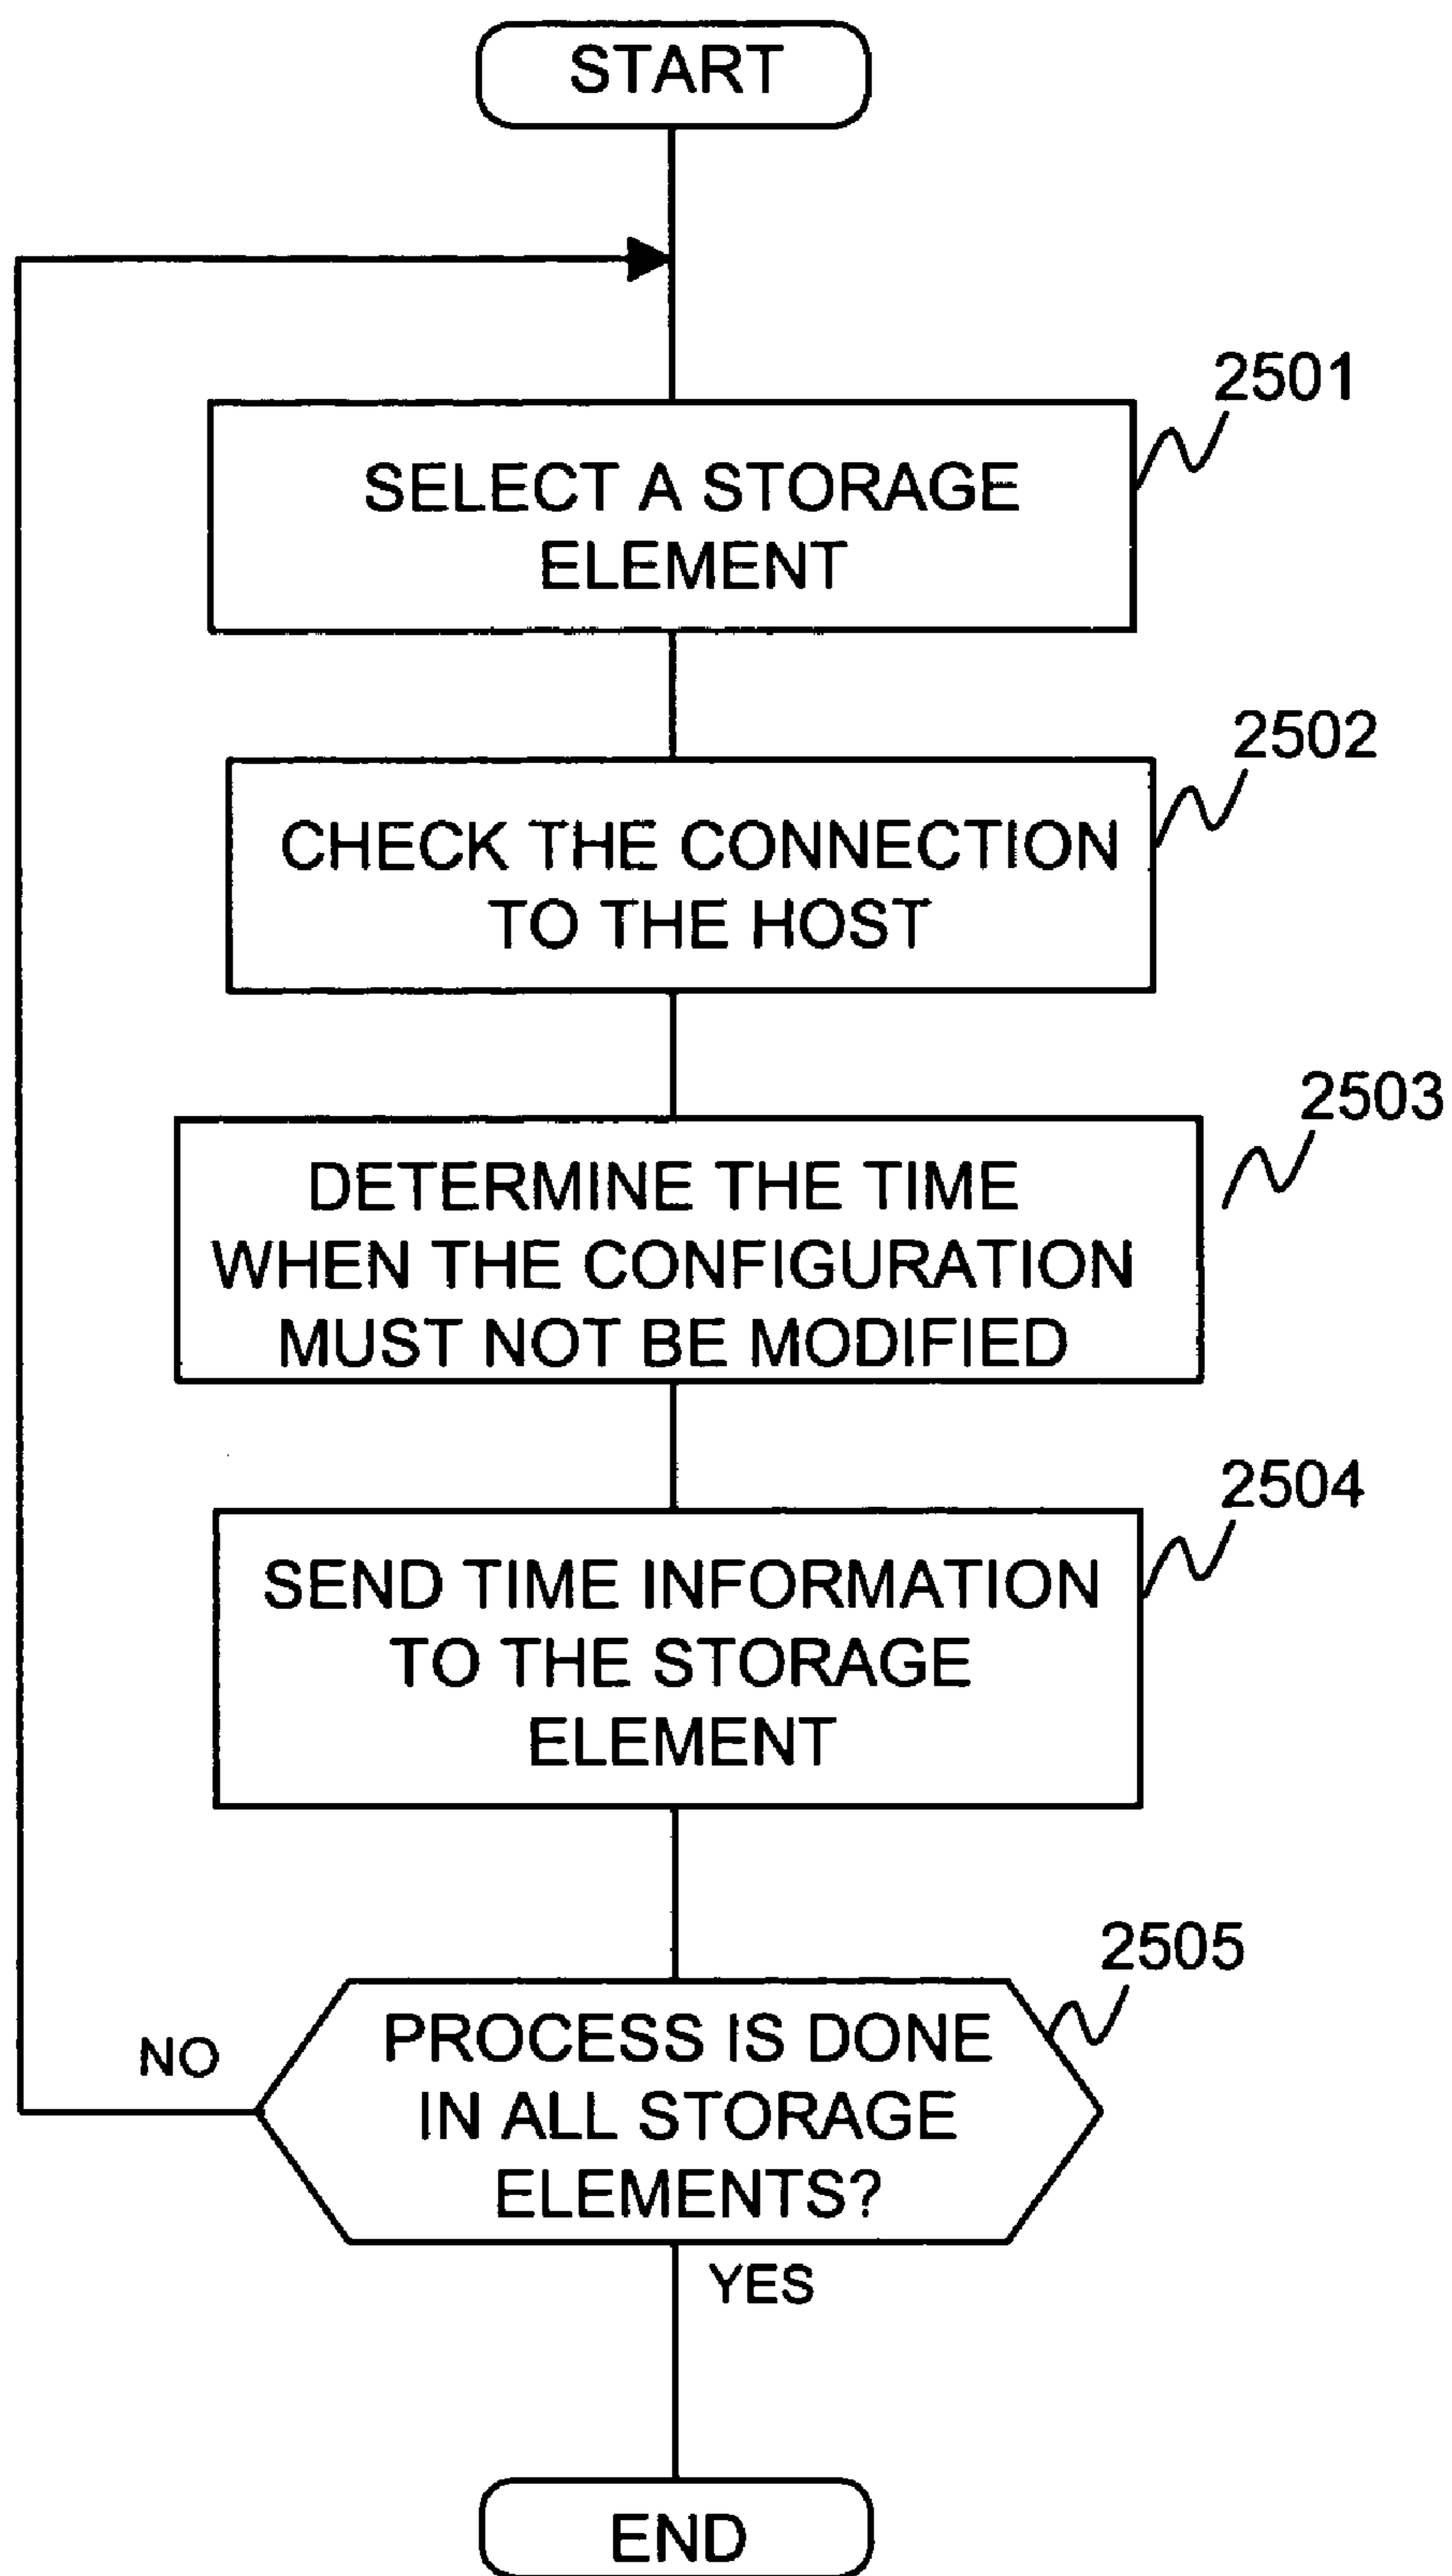 START
2501
SELECT A STORAGE
ELEMENT
2502
CHECK THE CONNECTION
TO THE HOST
2503
DETERMINE THE TIME
WHEN THE CONFIGURATION
MUST NOT BE MODIFIED
2504
SEND TIME INFORMATION
TO THE STORAGE
ELEMENT
2505
PROCESS IS DONE
IN ALL STORAGE
ELEMENTS?
NO
YES
END